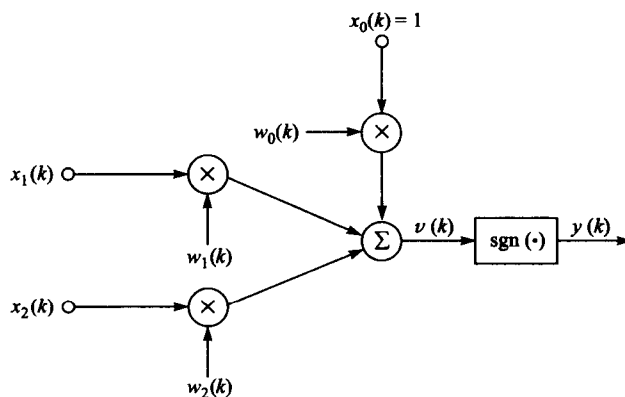 x₀(k) = 1
w₀(k)
×
x₁(k)
×
w₁(k)
Σ
v (k)
sgn (·)
y (k)
x₂(k)
×
w₂(k)